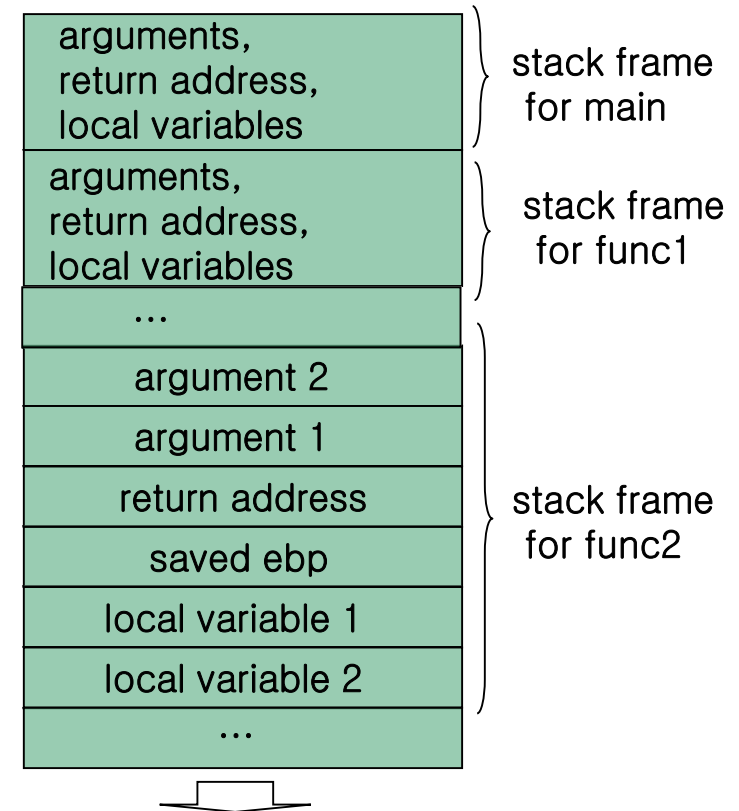 arguments,
return address,
local variables
stack frame
for main
arguments,
return address,
local variables
stack frame
for func1
...
argument 2
argument 1
return address
saved ebp
local variable 1
local variable 2
...
stack frame
for func2